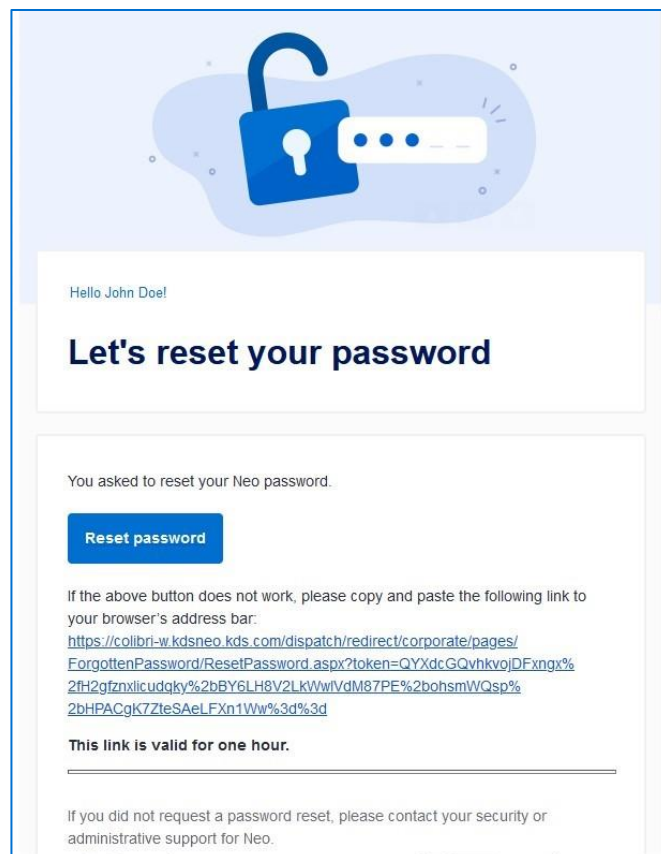 Hello John Doe!
Let's reset your password
You asked to reset your Neo password.
Reset password
If the above button does not work, please copy and paste the following link to
your browser's address bar:
https://colibri-w.kdsneo.kds.com/dispatch/redirect/corporate/pages/
ForgottenPassword/ResetPassword.aspx?token=QYXdcGQvhkvojDFxngx%
2fH2gfznxlicudqky%2bBY6LH8V2LkWwlVdM87PE%2bohsmWQsp%
2bHPACgK7ZteSAeLFXn1Ww%3d%3d
This link is valid for one hour.
If you did not request a password reset, please contact your security or
administrative support for Neo.